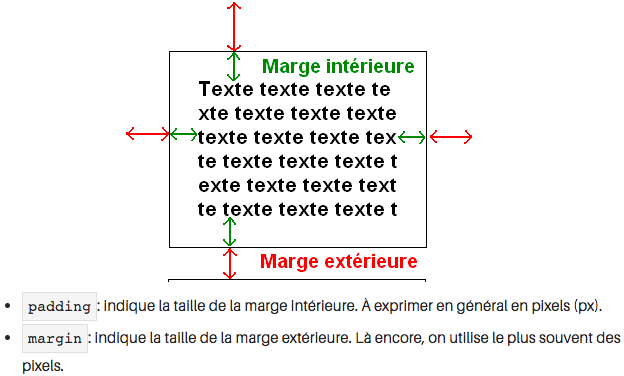 Marge intérieure
Texte texte texte te
xte texte texte texte
texte texte texte tex
te texte texte texte t
exte texte texte text
te texte texte texte t
Marge extérieure
padding : indique la taille de la marge intérieure. À exprimer en général en pixels (px).
margin : indique la taille de la marge extérieure. Là encore, on utilise le plus souvent des
pixels.